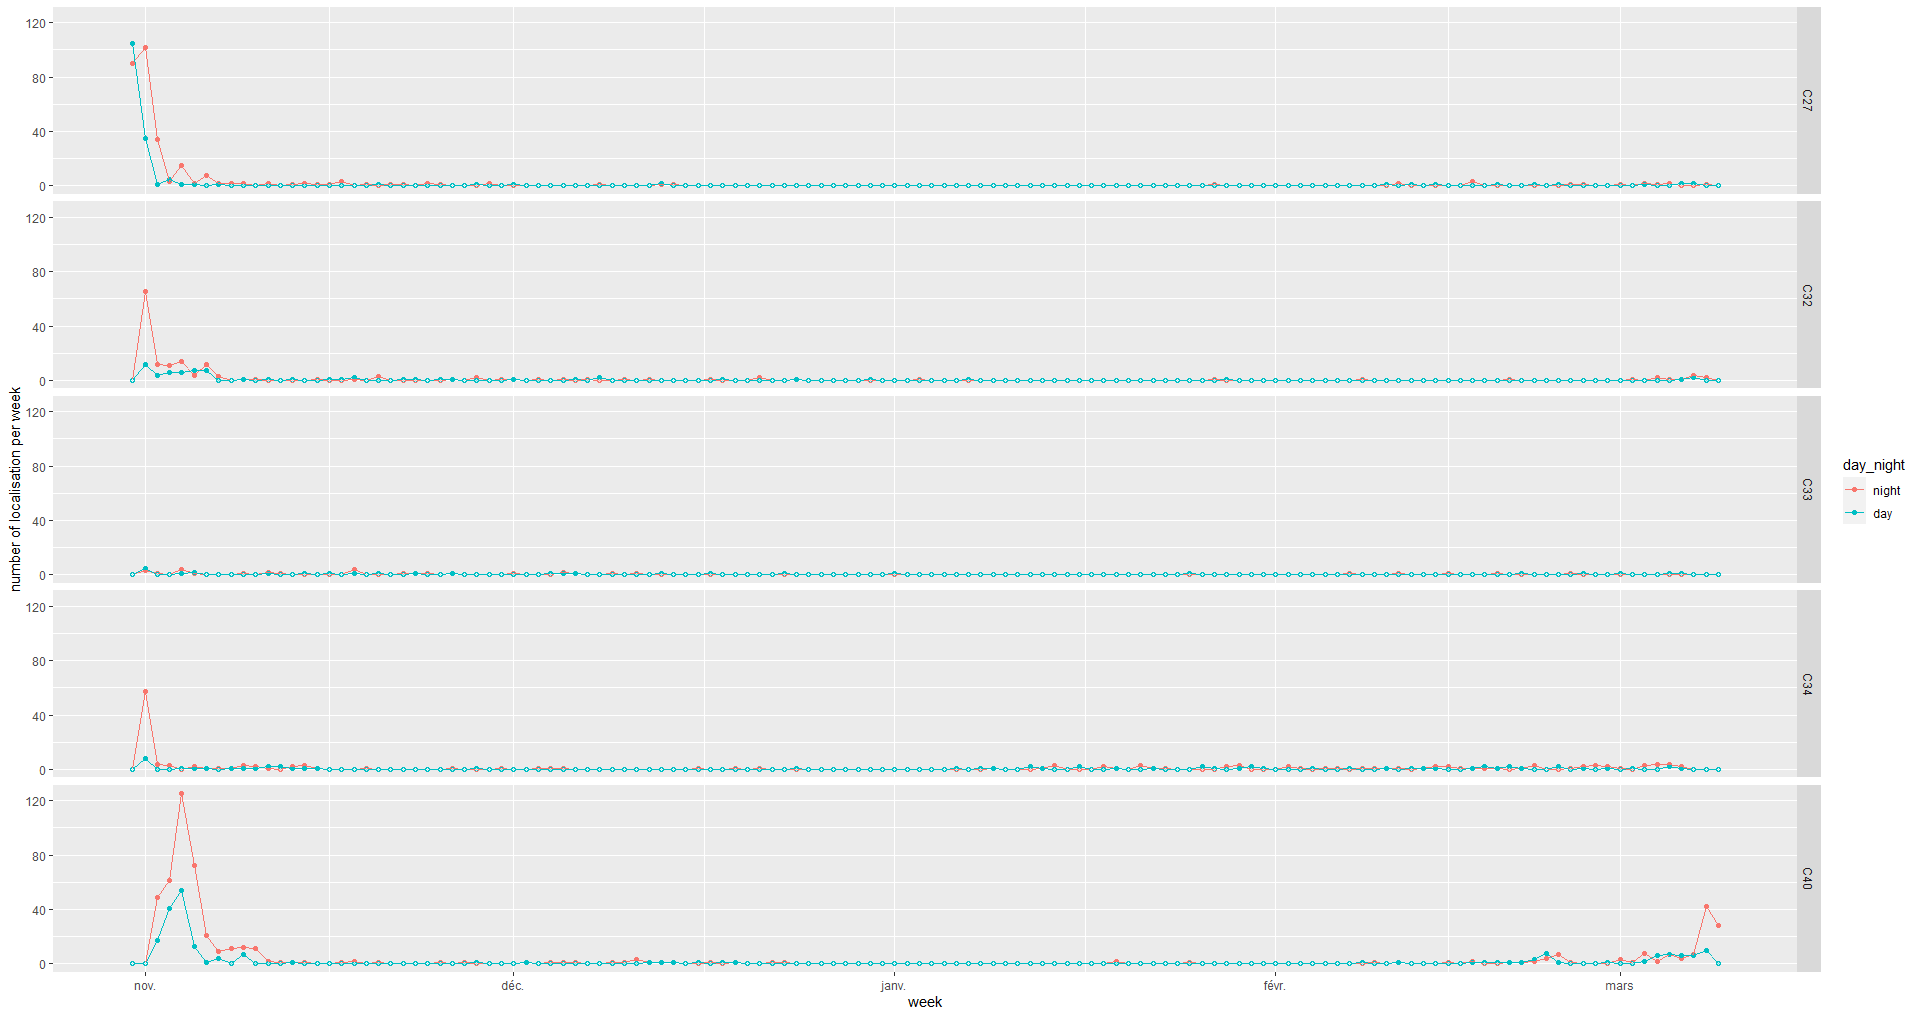 number of localisation per week
120
80
40
0
C27
120
80
40
0
C32
120
80
40
0
C33
120
80
40
0
C34
120
80
40
0
C40
nov.
déc.
janv.
févr.
mars
week
day_night
night
day